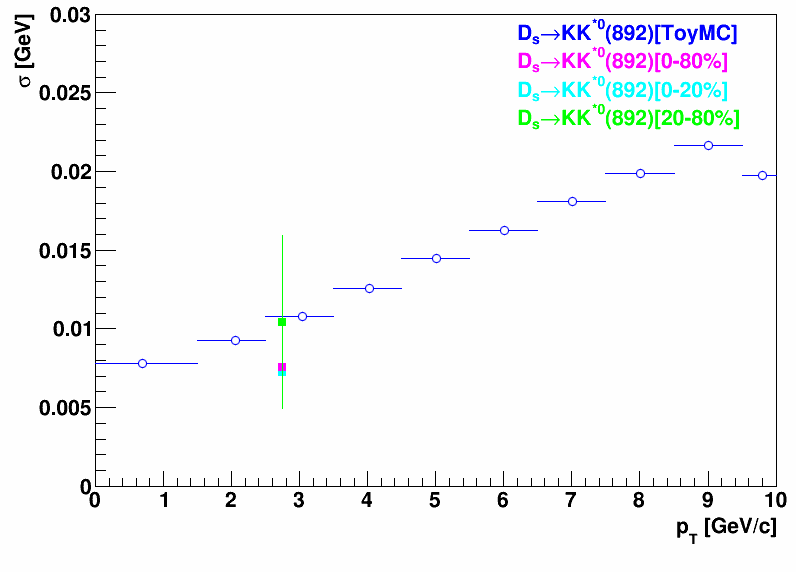 0.03
0.025
0.02
0.015
0.01
0.005
0
σ [GeV]
D_s→KK^{*0}(892)[ToyMC]
D_s→KK^{*0}(892)[0-80%]
D_s→KK^{*0}(892)[0-20%]
D_s→KK^{*0}(892)[20-80%]
0 1 2 3 4 5 6 7 8 9 10
p_T [GeV/c]